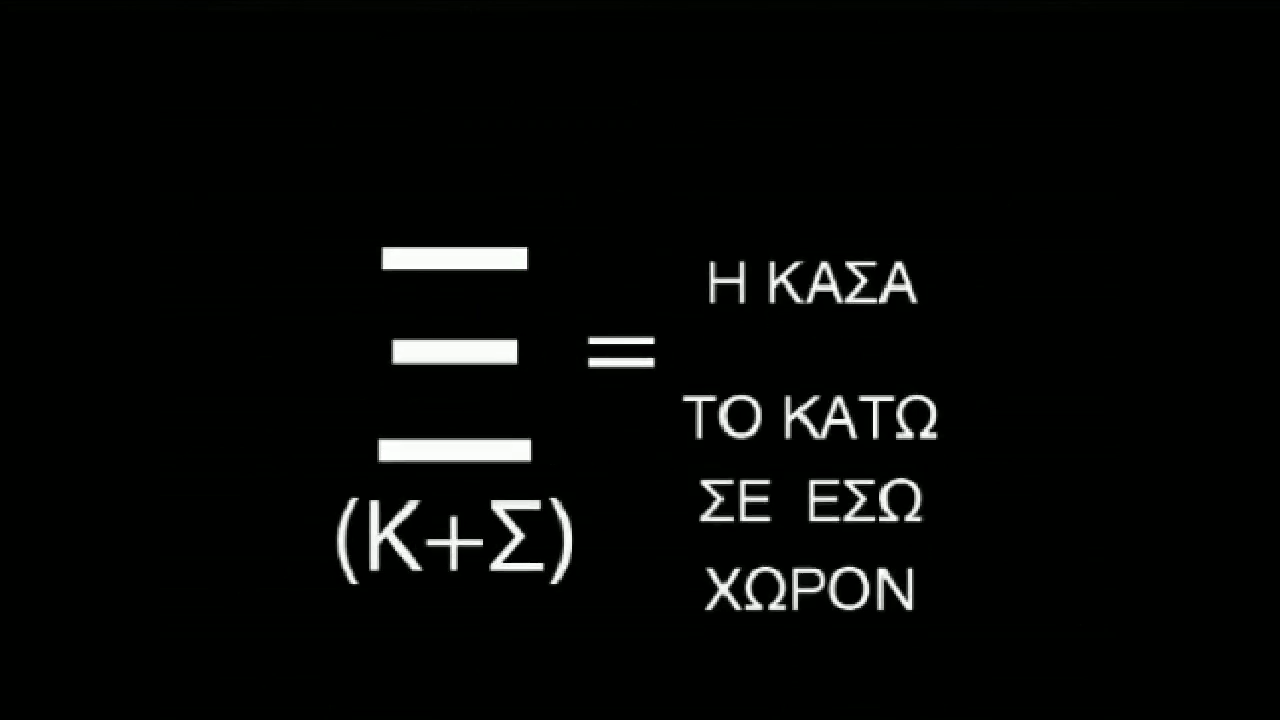 Ξ
(Κ+Σ)
=
Η ΚΑΣΑ
ΤΟ ΚΑΤΩ
ΣΕ ΕΣΩ
ΧΩΡΟΝ